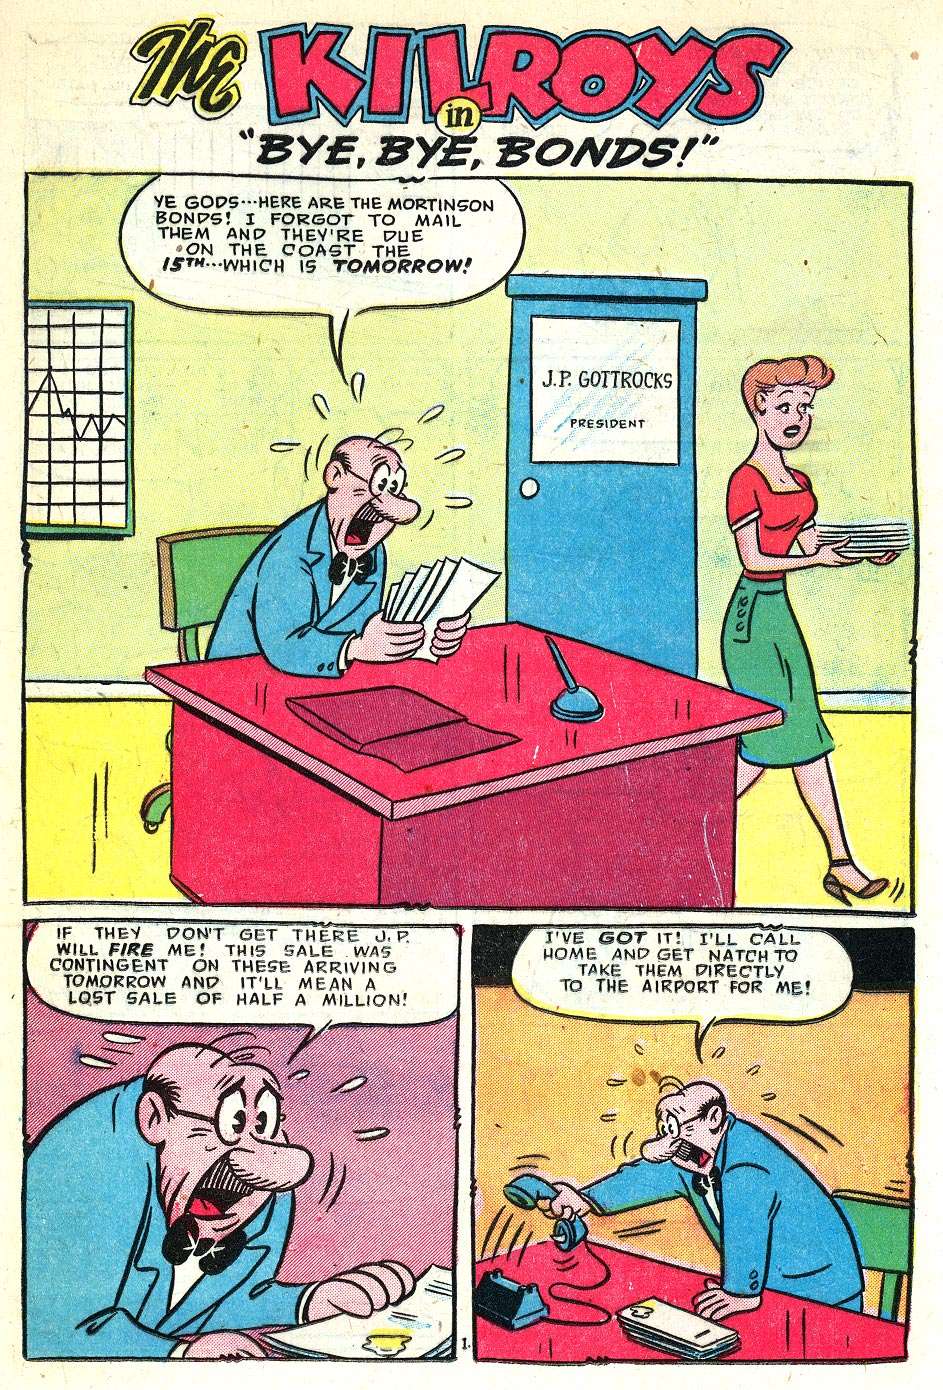 The KILROYS
in
"BYE, BYE, BONDS!"
YE GODS...HERE ARE THE MORTINSON
BONDS! I FORGOT TO MAIL
THEM AND THEY'RE DUE
ON THE COAST THE
15TH...WHICH IS TOMORROW!
J.P. GOTTROCKS
PRESIDENT
IF THEY DON'T GET THERE J.P.
WILL FIRE ME! THIS SALE WAS
CONTINGENT ON THESE ARRIVING
TOMORROW AND IT'LL MEAN A
LOST SALE OF HALF A MILLION!
I'VE GOT IT! I'LL CALL
HOME AND GET NATCH TO
TAKE THEM DIRECTLY
TO THE AIRPORT FOR ME!
1.